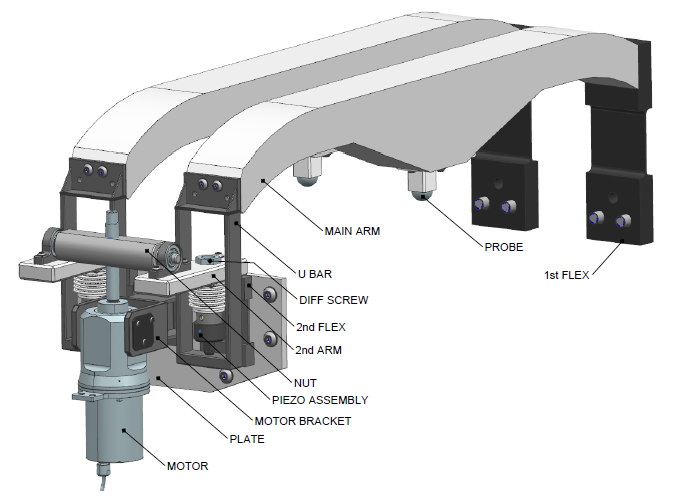 MAIN ARM
PROBE
1st FLEX
U BAR
DIFF SCREW
2nd FLEX
2nd ARM
NUT
PIEZO ASSEMBLY
MOTOR BRACKET
PLATE
MOTOR